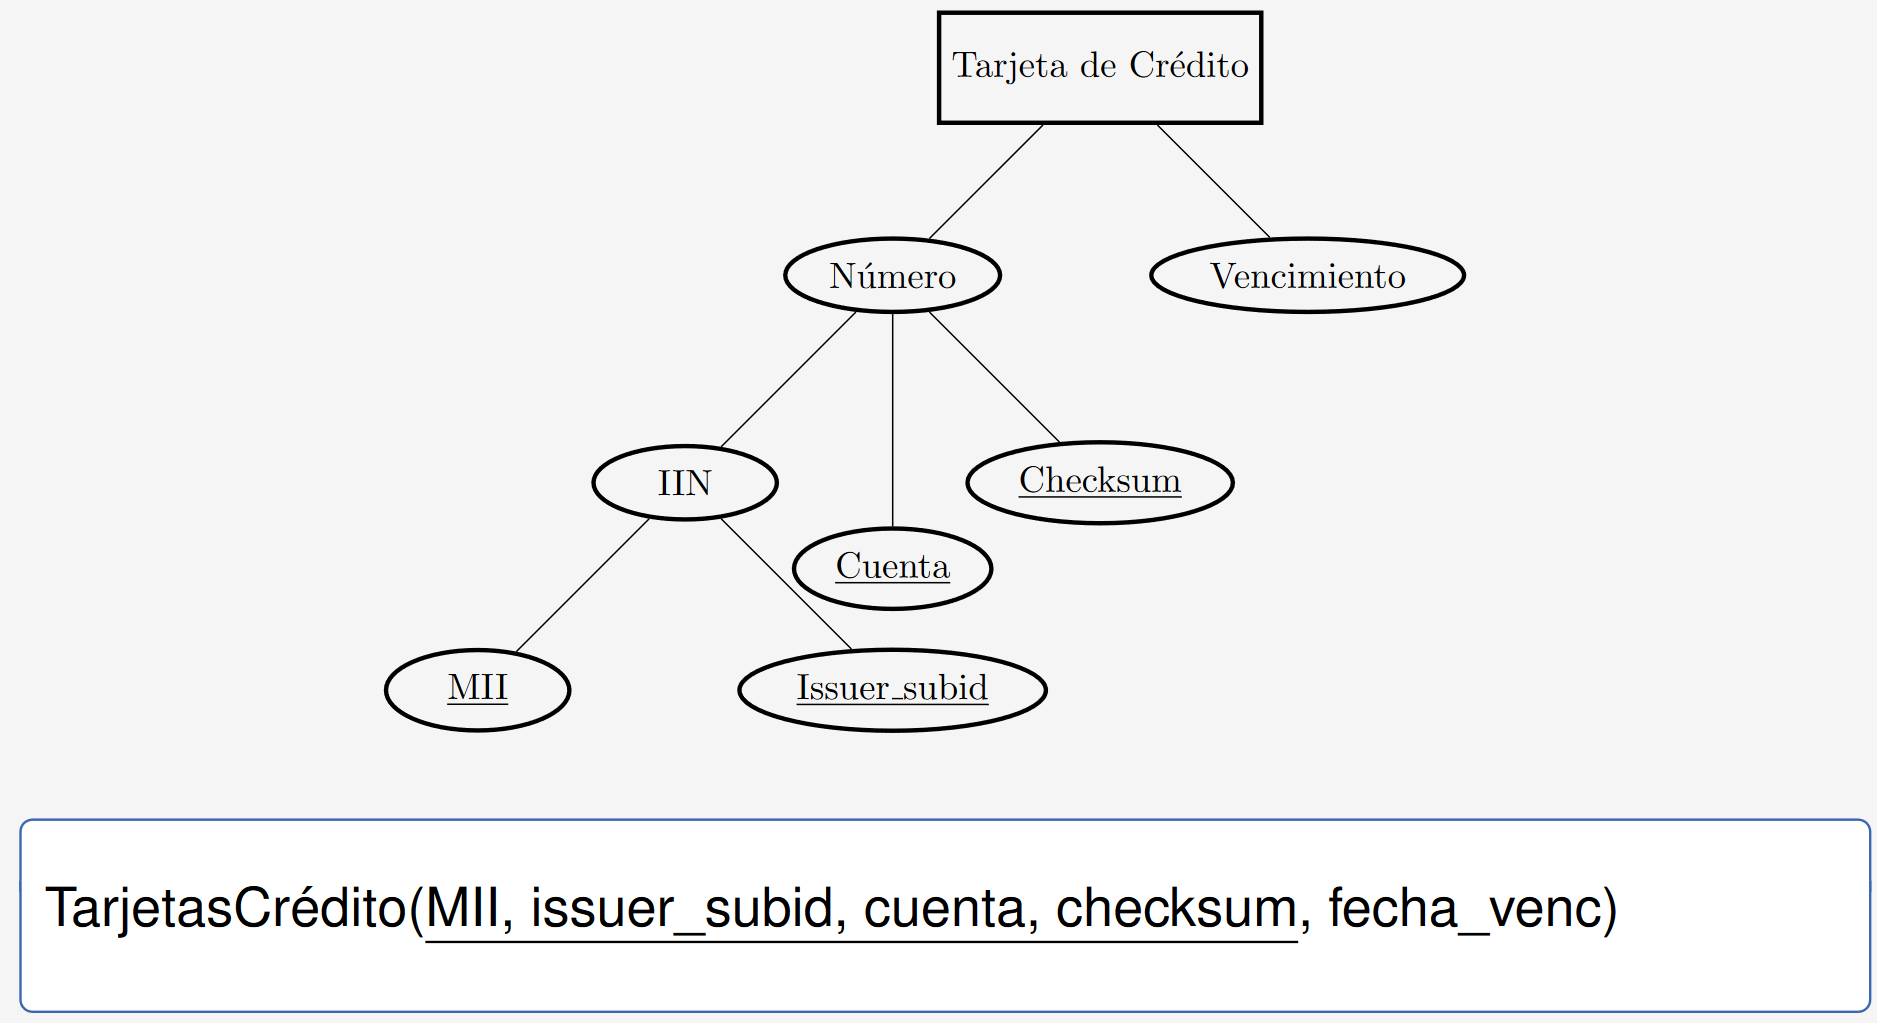 Tarjeta de Crédito
Número
Vencimiento
IIN
Checksum
Cuenta
MII
Issuer_subid
TarjetasCrédito(MII, issuer_subid, cuenta, checksum, fecha_venc)